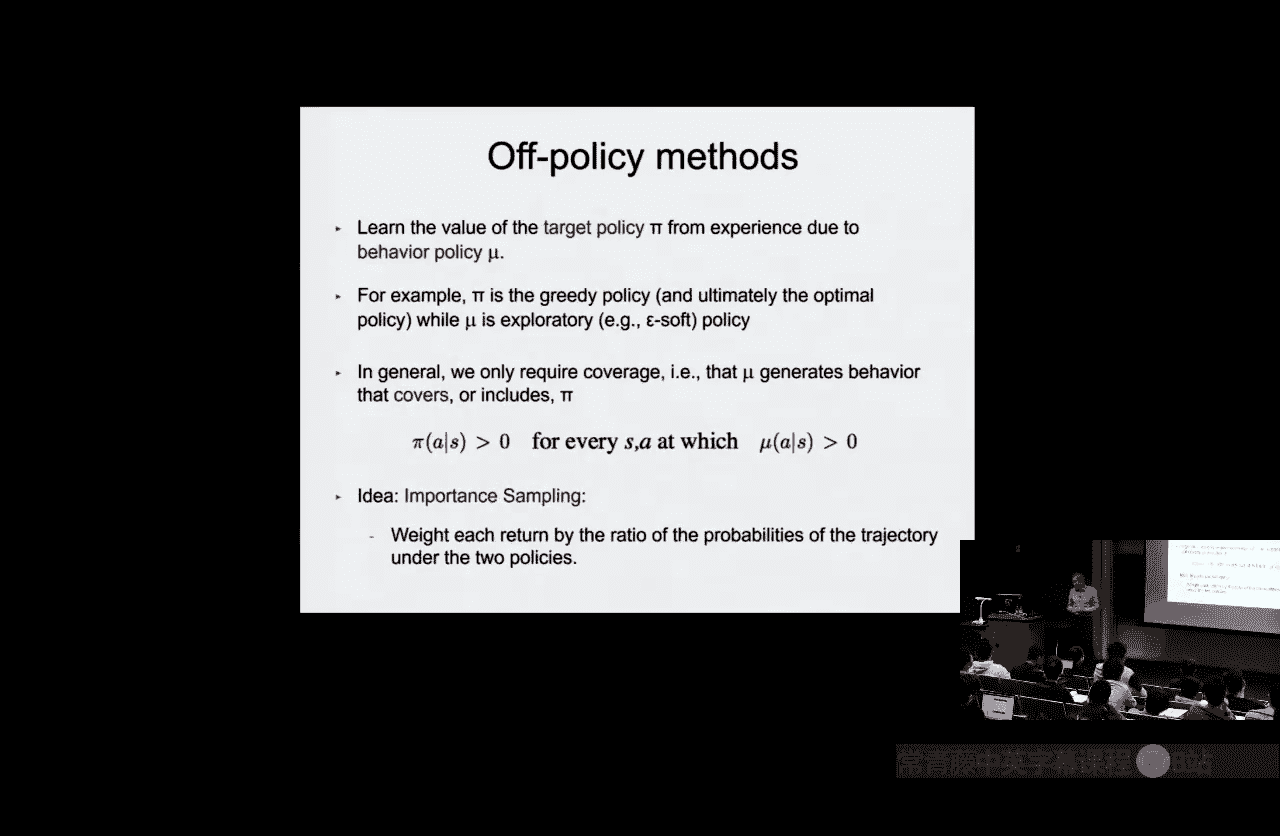 Off-policy methods
‣ Learn the value of the target policy π from experience due to
behavior policy μ.
‣ For example, π is the greedy policy (and ultimately the optimal
policy) while μ is exploratory (e.g., ε-soft) policy
‣ In general, we only require coverage, i.e., that μ generates behavior
that covers, or includes, π
π(a|s) > 0 for every s,a at which μ(a|s) > 0
‣ Idea: Importance Sampling:
- Weight each return by the ratio of the probabilities of the trajectory
under the two policies.